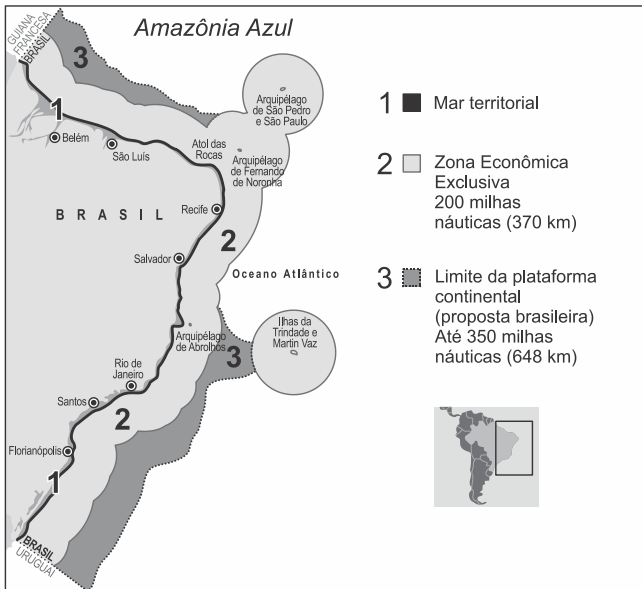 Amazônia Azul
GUIANA
FRANCESA
BRASIL
3
Arquipélago
de São Pedro
e São Paulo
1
Belém
São Luís
Atol das
Rocas
Arquipélago
de Fernando
de Noronha
BRASIL
Recife
2
Salvador
Oceano Atlântico
Arquipélago
de Abrolhos
3
Ilhas da
Trindade e
Martin Vaz
Rio de
Janeiro
Santos
2
Florianópolis
1
BRASIL
URUGUAI
1 Mar territorial
2 Zona Econômica
Exclusiva
200 milhas
náuticas (370 km)
3 Limite da plataforma
continental
(proposta brasileira)
Até 350 milhas
náuticas (648 km)